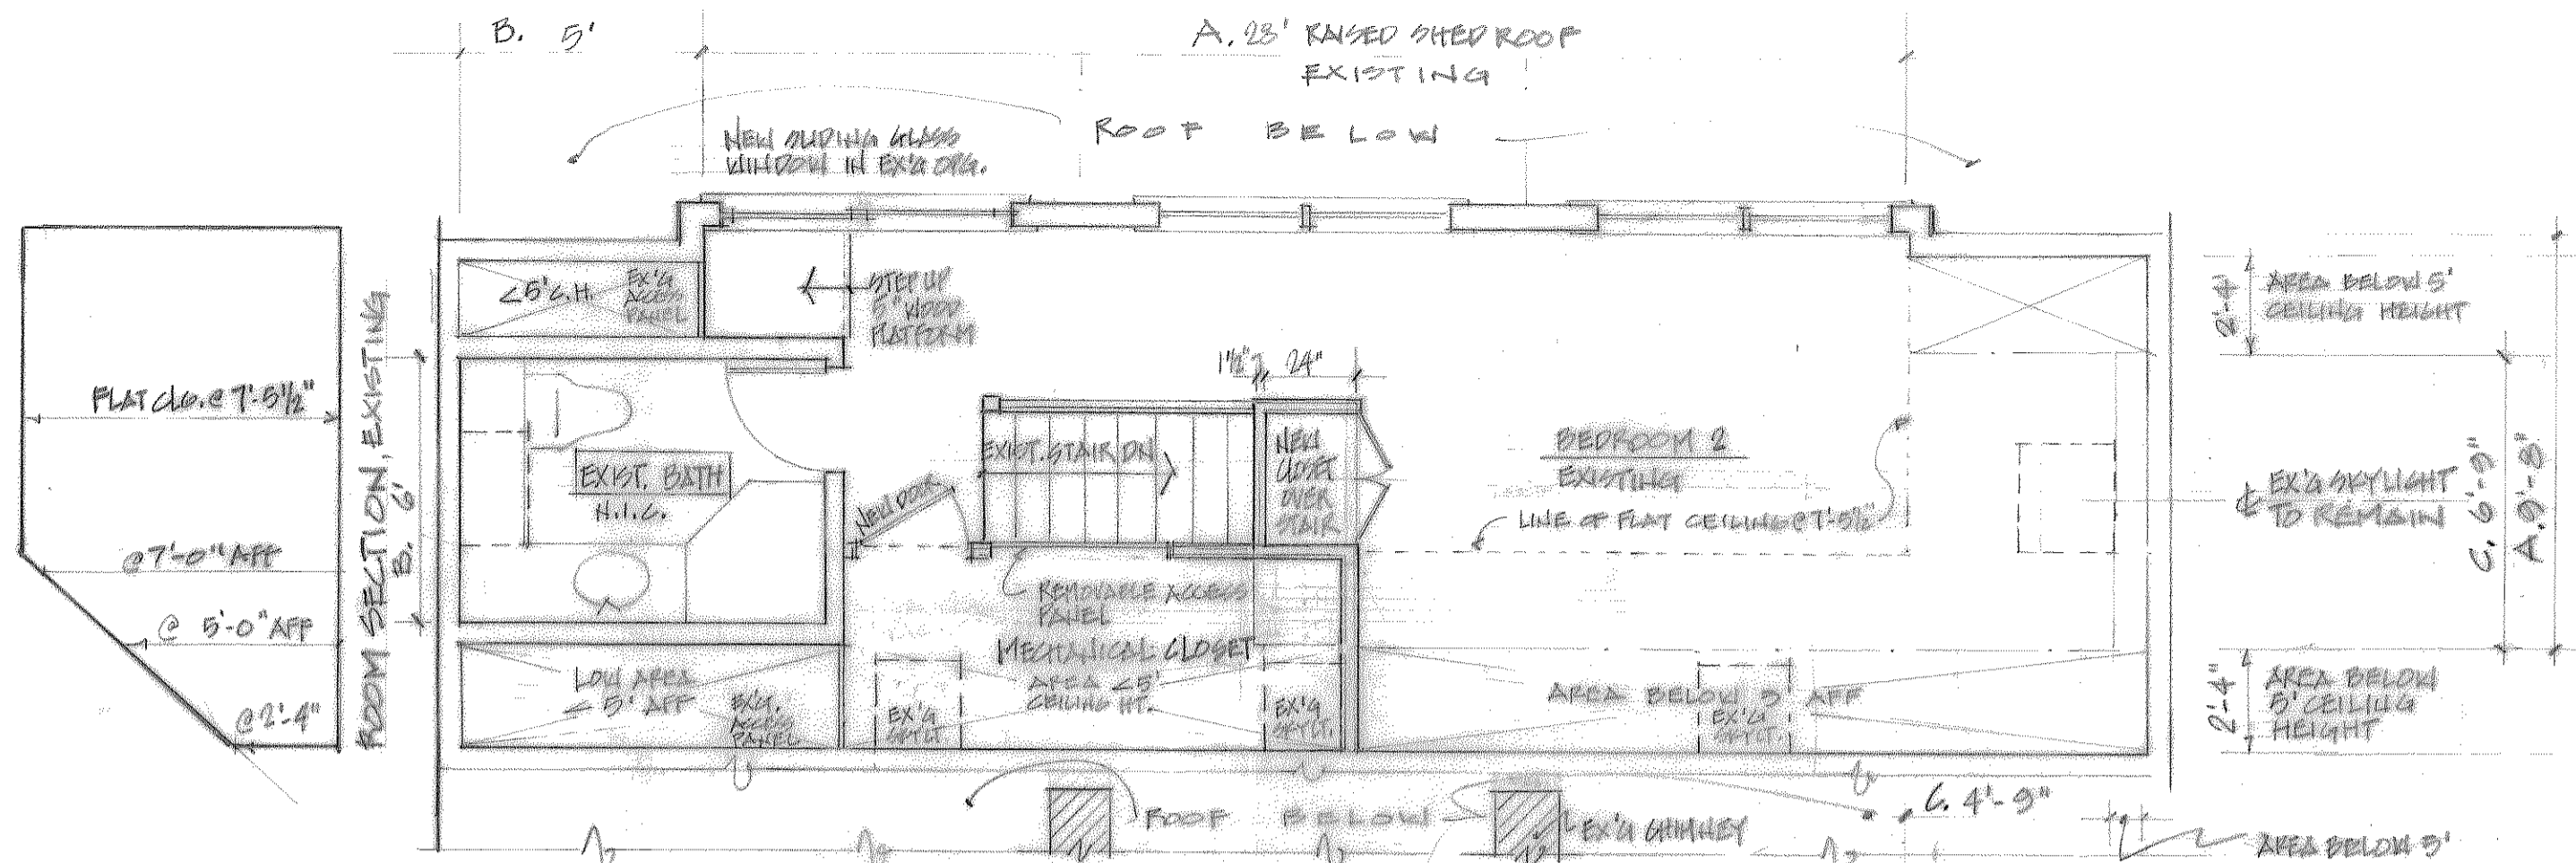 B. 5'
A. 23' RAISED SHED ROOF
EXISTING
ROOF BELOW
NEW SLIDING GLASS
WINDOW IN EX'G OPG.
<5' C.H.
EX'G
ACCESS
PANEL
STEP UP
WOOD
PLATFORM
2'-4"
AREA BELOW 5'
CEILING HEIGHT
FLAT CLG. @ 7'-5 1/2"
ROOM SECTION, EXISTING
B. 6'
@ 7'-0" AFF
@ 5'-0" AFF
@ 2'-4"
EXIST. BATH
N.I.C.
NEW DOOR
EXIST. STAIR DN
1 1/2"
24"
NEW
CLOSET
OVER
STAIR
BEDROOM 2
EXISTING
LINE OF FLAT CEILING @ 7'-5 1/2"
EX'G SKYLIGHT
TO REMAIN
C. 6'-9"
A. 9'-8"
REMOVABLE ACCESS
PANEL
MECHANICAL CLOSET
AREA <5'
CEILING HT.
LOW AREA
< 5' AFF
EX'G.
ACCESS
PANEL
EX'G
SKYLT
EX'G
SKYLT.
AREA BELOW 5' AFF
EX'G
SKYLT
2'-4"
AREA BELOW
5' CEILING
HEIGHT
ROOF BELOW
EX'G CHIMNEY
C. 4'-9"
AREA BELOW 5'